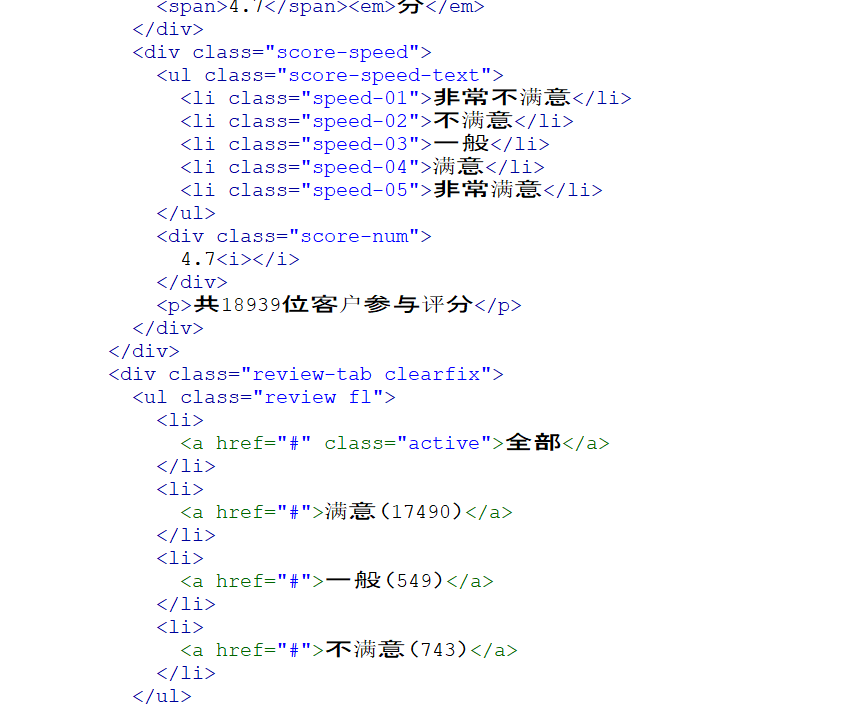 <span>4.7</span><em>分</em>
</div>
<div class="score-speed">
<ul class="score-speed-text">
<li class="speed-01">非常不满意</li>
<li class="speed-02">不满意</li>
<li class="speed-03">一般</li>
<li class="speed-04">满意</li>
<li class="speed-05">非常满意</li>
</ul>
<div class="score-num">
4.7<i></i>
</div>
<p>共18939位客户参与评分</p>
</div>
</div>
<div class="review-tab clearfix">
<ul class="review fl">
<li>
<a href="#" class="active">全部</a>
</li>
<li>
<a href="#">满意(17490)</a>
</li>
<li>
<a href="#">一般(549)</a>
</li>
<li>
<a href="#">不满意(743)</a>
</li>
</ul>